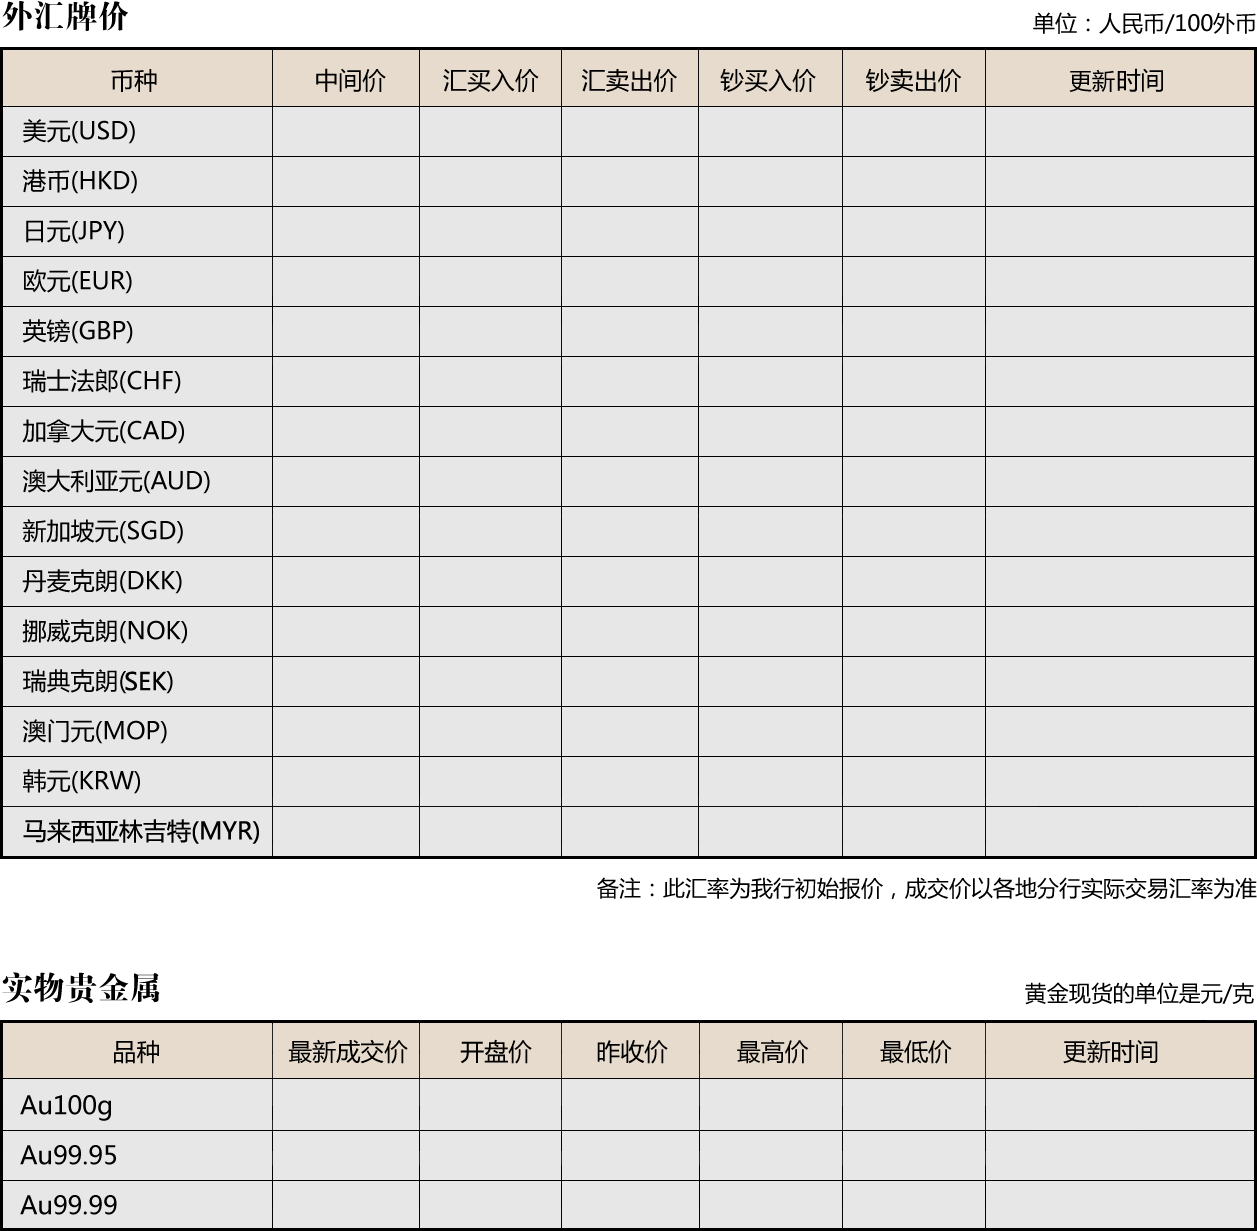 外汇牌价
单位：人民币/100外币
币种 中间价 汇买入价 汇卖出价 钞买入价 钞卖出价 更新时间
美元(USD)
港币(HKD)
日元(JPY)
欧元(EUR)
英镑(GBP)
瑞士法郎(CHF)
加拿大元(CAD)
澳大利亚元(AUD)
新加坡元(SGD)
丹麦克朗(DKK)
挪威克朗(NOK)
瑞典克朗(SEK)
澳门元(MOP)
韩元(KRW)
马来西亚林吉特(MYR)
备注：此汇率为我行初始报价，成交价以各地分行实际交易汇率为准
实物贵金属
黄金现货的单位是元/克
品种 最新成交价 开盘价 昨收价 最高价 最低价 更新时间
Au100g
Au99.95
Au99.99